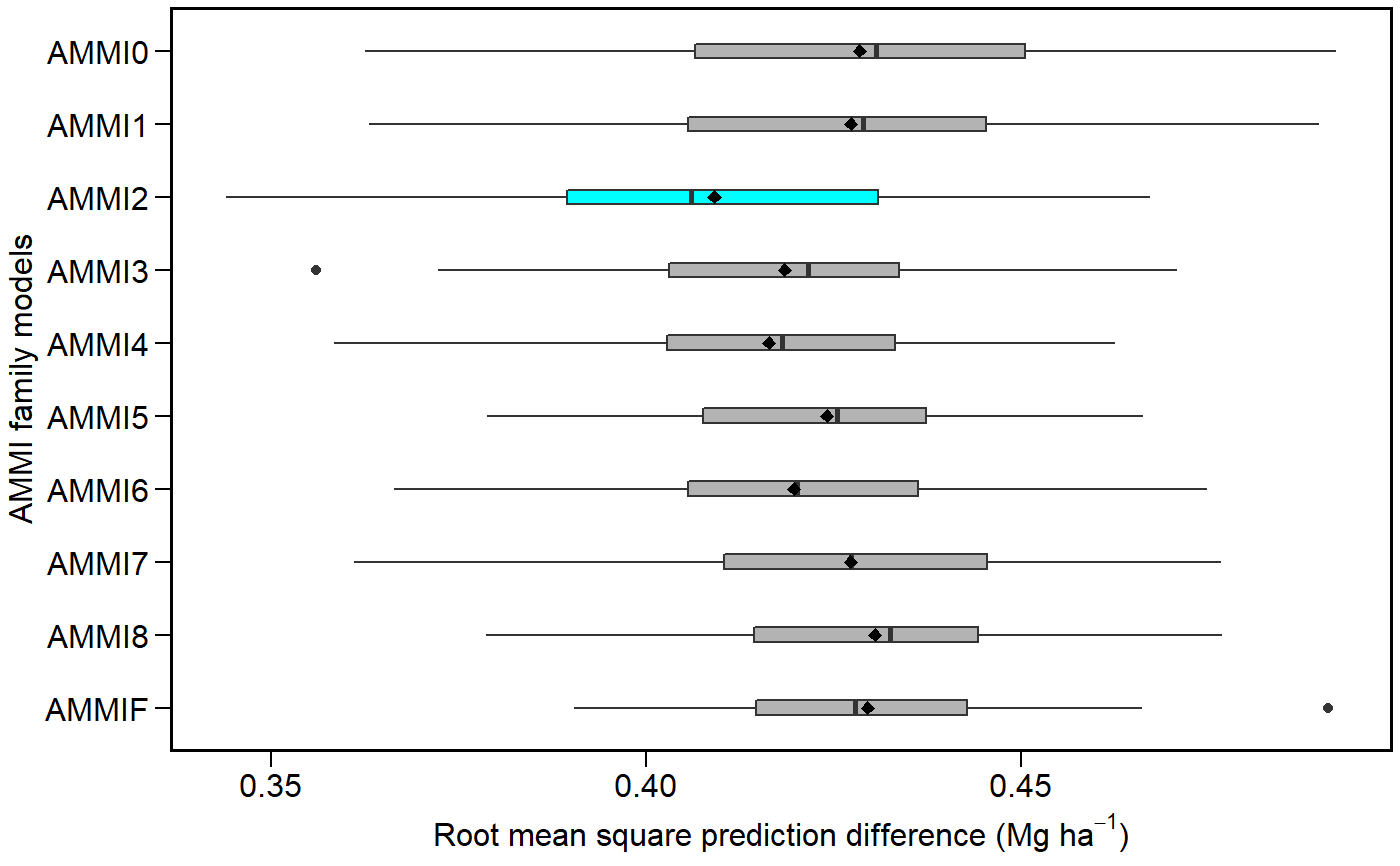 AMMI family models
AMMI0
AMMI1
AMMI2
AMMI3
AMMI4
AMMI5
AMMI6
AMMI7
AMMI8
AMMIF
0.35 0.40 0.45
Root mean square prediction difference (Mg ha⁻¹)